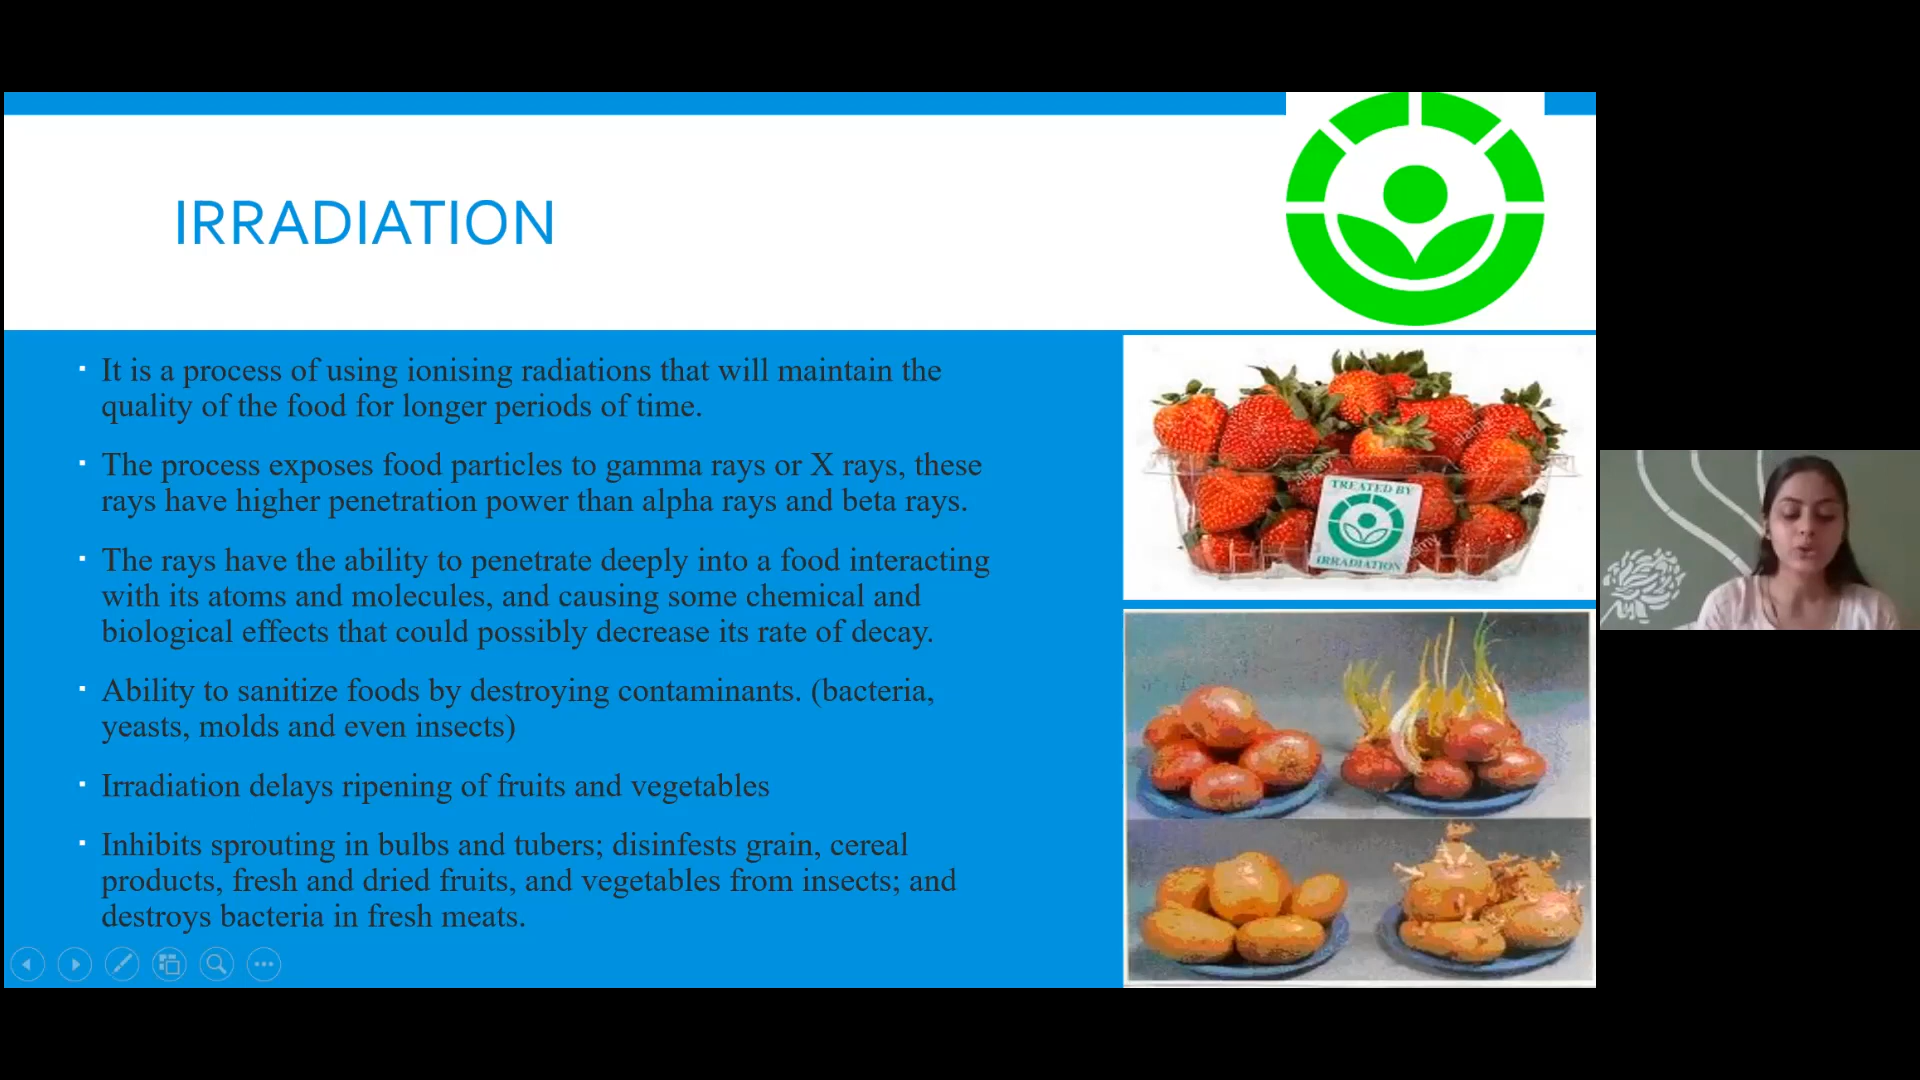 IRRADIATION
It is a process of using ionising radiations that will maintain the
quality of the food for longer periods of time.
The process exposes food particles to gamma rays or X rays, these
rays have higher penetration power than alpha rays and beta rays.
The rays have the ability to penetrate deeply into a food interacting
with its atoms and molecules, and causing some chemical and
biological effects that could possibly decrease its rate of decay.
Ability to sanitize foods by destroying contaminants. (bacteria,
yeasts, molds and even insects)
Irradiation delays ripening of fruits and vegetables
Inhibits sprouting in bulbs and tubers; disinfests grain, cereal
products, fresh and dried fruits, and vegetables from insects; and
destroys bacteria in fresh meats.
alamy
alamy
TREATED BY
alamy
IRRADIATION